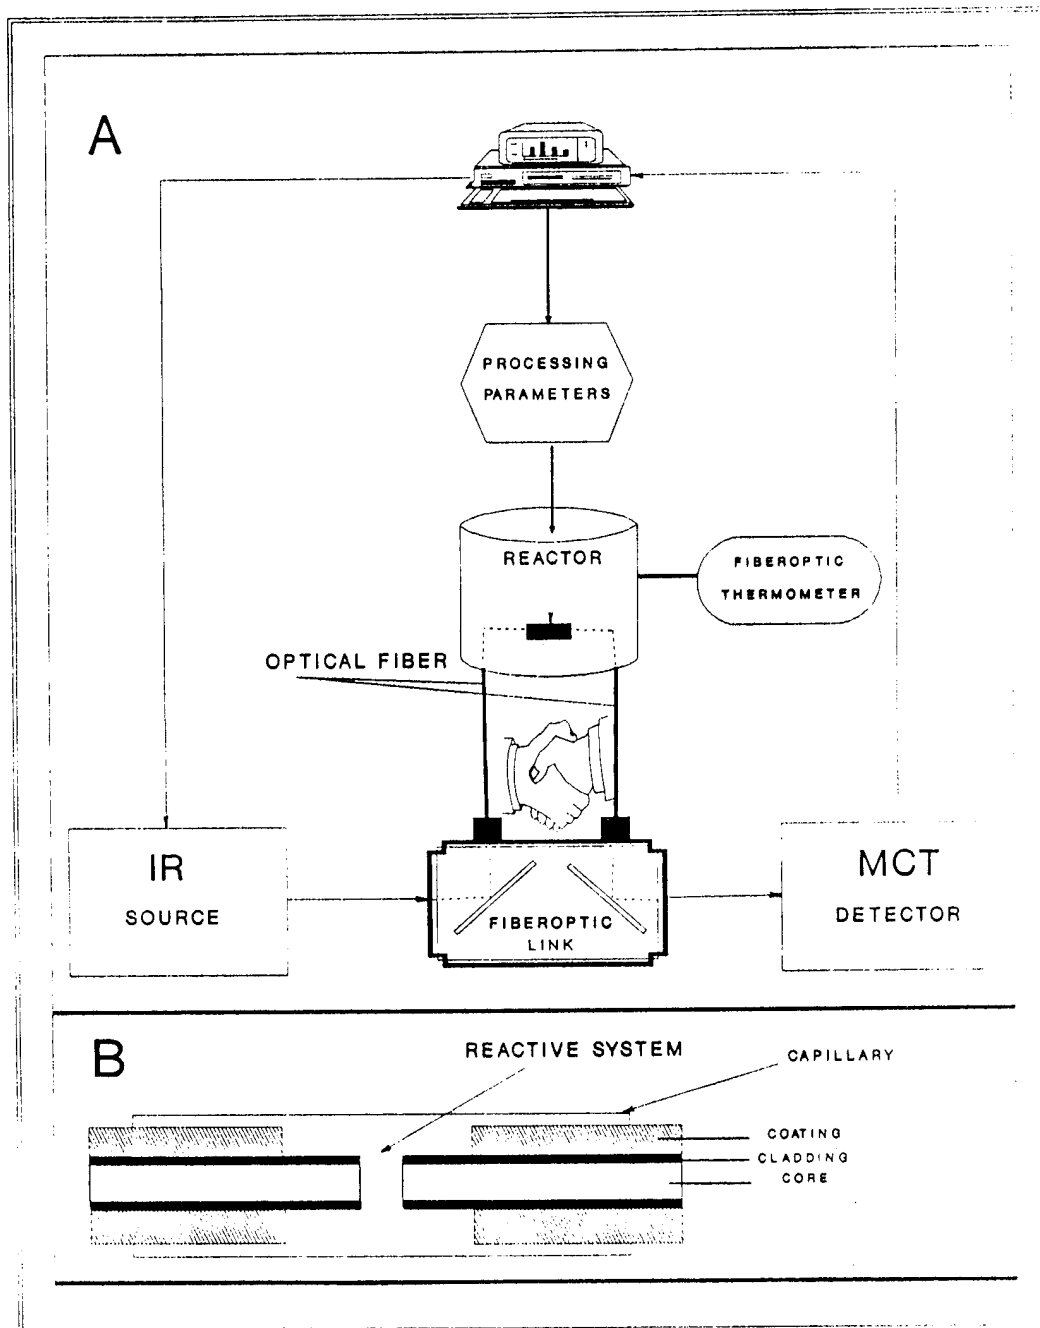 A
PROCESSING
PARAMETERS
REACTOR
FIBEROPTIC
THERMOMETER
OPTICAL FIBER
IR
SOURCE
FIBEROPTIC
LINK
MCT
DETECTOR
B
REACTIVE SYSTEM
CAPILLARY
COATING
CLADDING
CORE